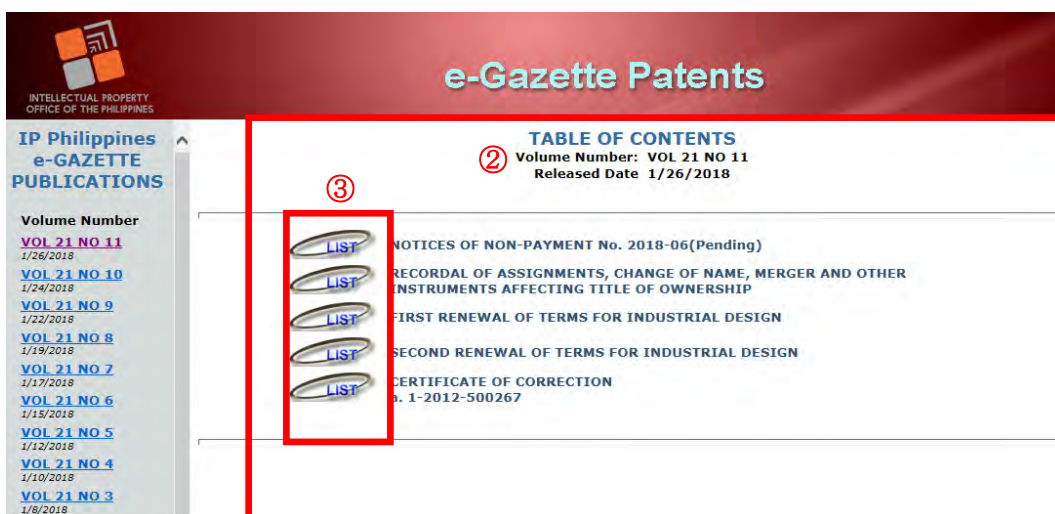 INTELLECTUAL PROPERTY
OFFICE OF THE PHILIPPINES
e-Gazette Patents
IP Philippines
e-GAZETTE
PUBLICATIONS
Volume Number
VOL 21 NO 11
1/26/2018
VOL 21 NO 10
1/24/2018
VOL 21 NO 9
1/22/2018
VOL 21 NO 8
1/19/2018
VOL 21 NO 7
1/17/2018
VOL 21 NO 6
1/15/2018
VOL 21 NO 5
1/12/2018
VOL 21 NO 4
1/10/2018
VOL 21 NO 3
1/8/2018
TABLE OF CONTENTS
② Volume Number: VOL 21 NO 11
Released Date 1/26/2018
③
LIST NOTICES OF NON-PAYMENT No. 2018-06(Pending)
LIST RECORDAL OF ASSIGNMENTS, CHANGE OF NAME, MERGER AND OTHER
INSTRUMENTS AFFECTING TITLE OF OWNERSHIP
LIST FIRST RENEWAL OF TERMS FOR INDUSTRIAL DESIGN
LIST SECOND RENEWAL OF TERMS FOR INDUSTRIAL DESIGN
LIST CERTIFICATE OF CORRECTION
a. 1-2012-500267